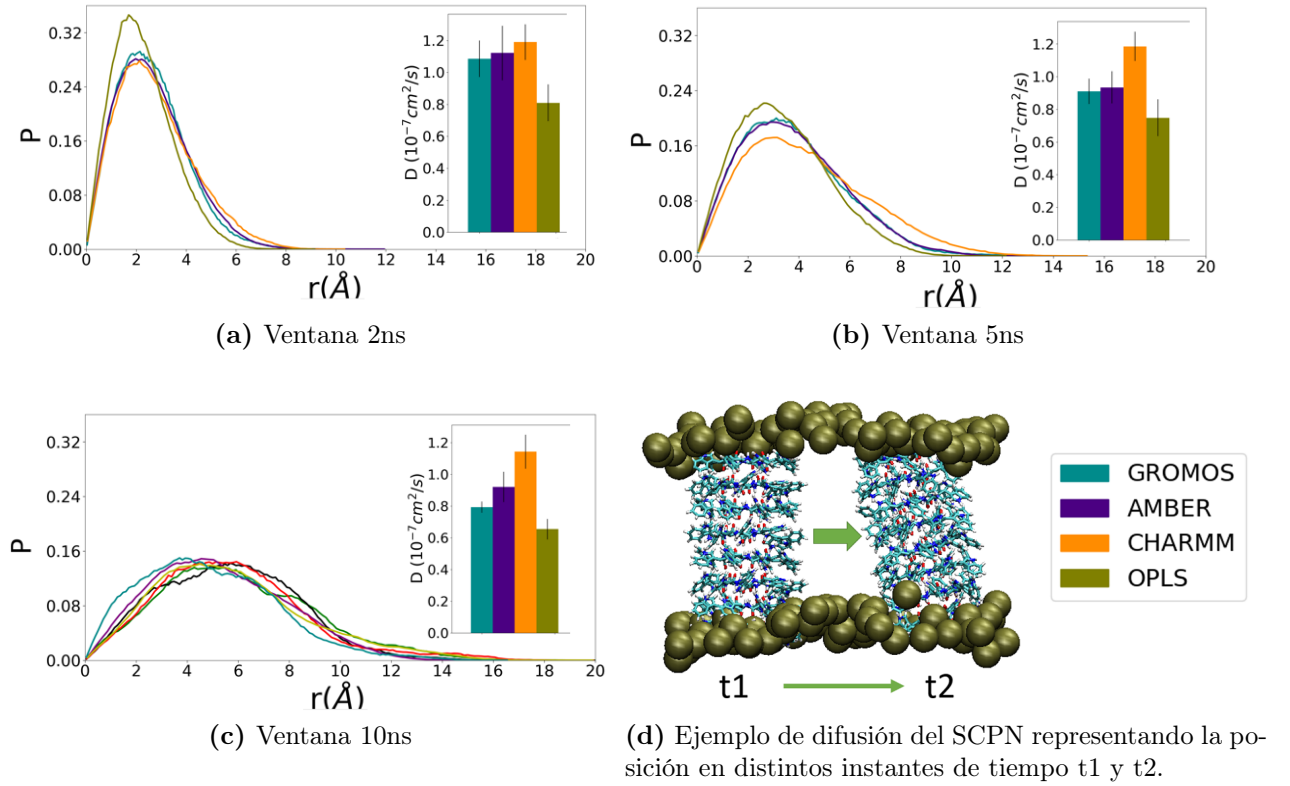 0.32
0.24
0.16
0.08
0.00
P
0 2 4 6 8 10 12 14 16 18 20
r(Å)
1.2
1.0
0.8
0.6
0.4
0.2
0.0
D (10⁻⁷cm²/s)
(a) Ventana 2ns
0.32
0.24
0.16
0.08
0.00
P
0 2 4 6 8 10 12 14 16 18 20
r(Å)
1.2
1.0
0.8
0.6
0.4
0.2
0.0
D (10⁻⁷cm²/s)
(b) Ventana 5ns
0.32
0.24
0.16
0.08
0.00
P
0 2 4 6 8 10 12 14 16 18 20
r(Å)
1.2
1.0
0.8
0.6
0.4
0.2
0.0
D (10⁻⁷cm²/s)
(c) Ventana 10ns
t1 t2
GROMOS
AMBER
CHARMM
OPLS
(d) Ejemplo de difusión del SCPN representando la po-
sición en distintos instantes de tiempo t1 y t2.